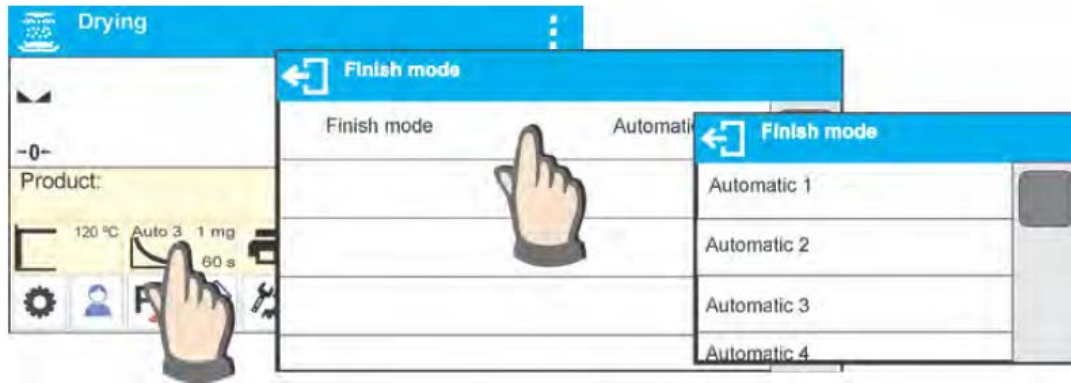 Drying
-0-
Product:
120 °C Auto 3 1 mg
60 s
Finish mode
Finish mode
Finish mode
Automatic 1
Automatic 2
Automatic 3
Automatic 4